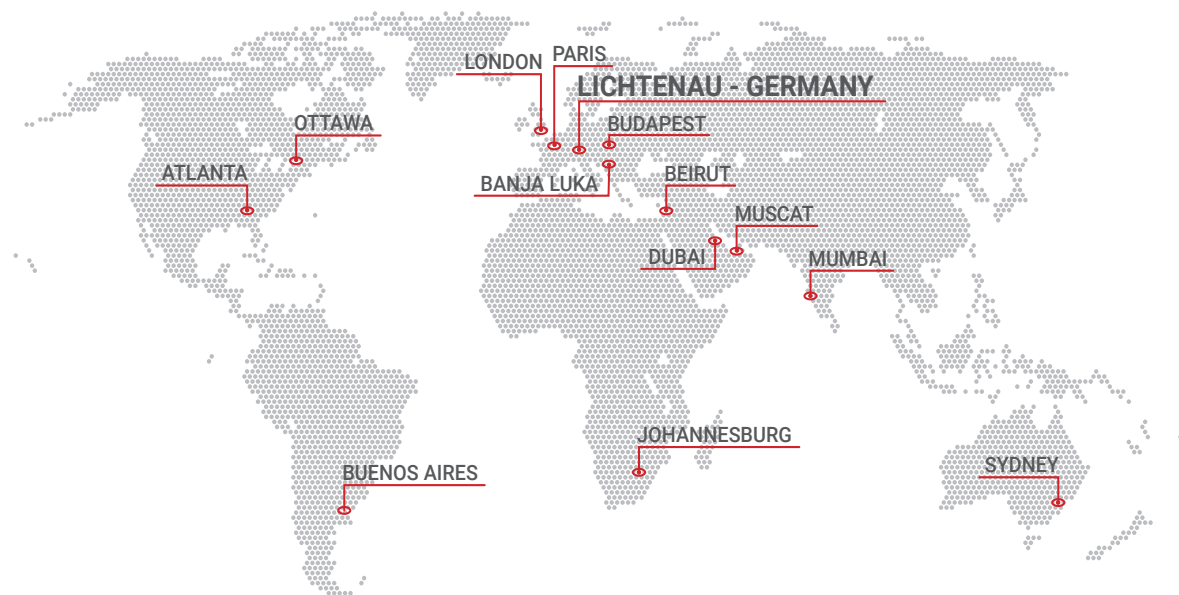 PARIS
LONDON
LICHTENAU - GERMANY
OTTAWA
BUDAPEST
ATLANTA
BEIRUT
BANJA LUKA
MUSCAT
DUBAI
MUMBAI
JOHANNESBURG
SYDNEY
BUENOS AIRES